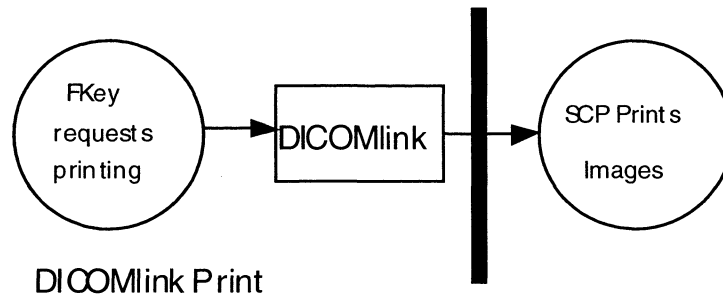 FKey
requests
printing
DICOMlink
SCP Prints
Images
DICOMlink Print